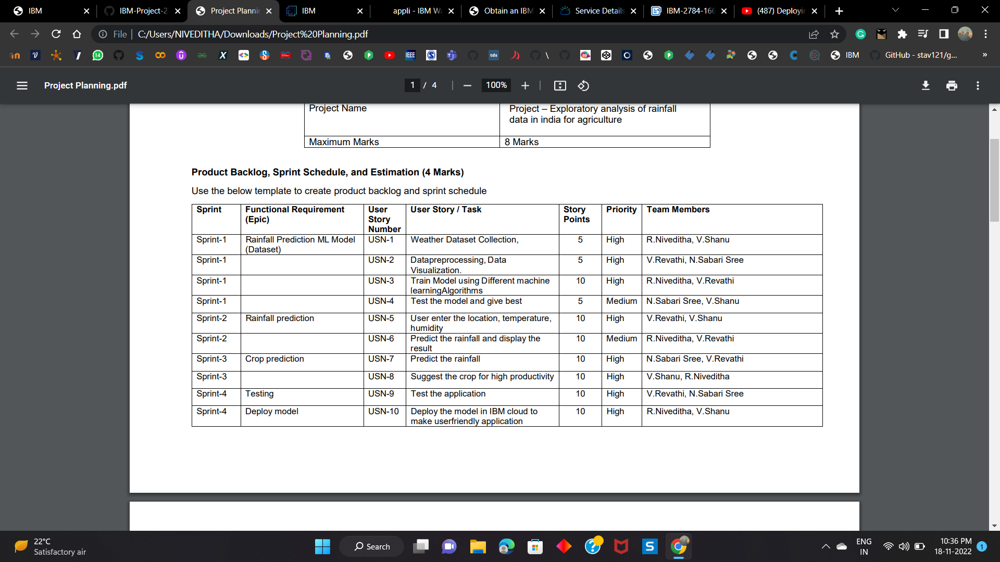 IBM
IBM-Project-2
Project Planni
IBM
appli - IBM Wa
Obtain an IBM
Service Details
IBM-2784-166
(487) Deployin
File
C:/Users/NIVEDITHA/Downloads/Project%20Planning.pdf
IBM
GitHub - stav121/g...
Project Planning.pdf
1 / 4
100%
Project Name
Project – Exploratory analysis of rainfall
data in india for agriculture
Maximum Marks
8 Marks
Product Backlog, Sprint Schedule, and Estimation (4 Marks)
Use the below template to create product backlog and sprint schedule
Sprint
Functional Requirement
(Epic)
User
Story
Number
User Story / Task
Story
Points
Priority
Team Members
Sprint-1
Rainfall Prediction ML Model
(Dataset)
USN-1
Weather Dataset Collection,
5
High
R.Niveditha, V.Shanu
Sprint-1
USN-2
Datapreprocessing, Data
Visualization.
5
High
V.Revathi, N.Sabari Sree
Sprint-1
USN-3
Train Model using Different machine
learningAlgorithms
10
High
R.Niveditha, V.Revathi
Sprint-1
USN-4
Test the model and give best
5
Medium
N.Sabari Sree, V.Shanu
Sprint-2
Rainfall prediction
USN-5
User enter the location, temperature,
humidity
10
High
V.Revathi, V.Shanu
Sprint-2
USN-6
Predict the rainfall and display the
result
10
Medium
R.Niveditha, V.Revathi
Sprint-3
Crop prediction
USN-7
Predict the rainfall
10
High
N.Sabari Sree, V.Revathi
Sprint-3
USN-8
Suggest the crop for high productivity
10
High
V.Shanu, R.Niveditha
Sprint-4
Testing
USN-9
Test the application
10
High
V.Revathi, N.Sabari Sree
Sprint-4
Deploy model
USN-10
Deploy the model in IBM cloud to
make userfriendly application
10
High
R.Niveditha, V.Shanu
22°C
Satisfactory air
Search
ENG
IN
10:36 PM
18-11-2022
1